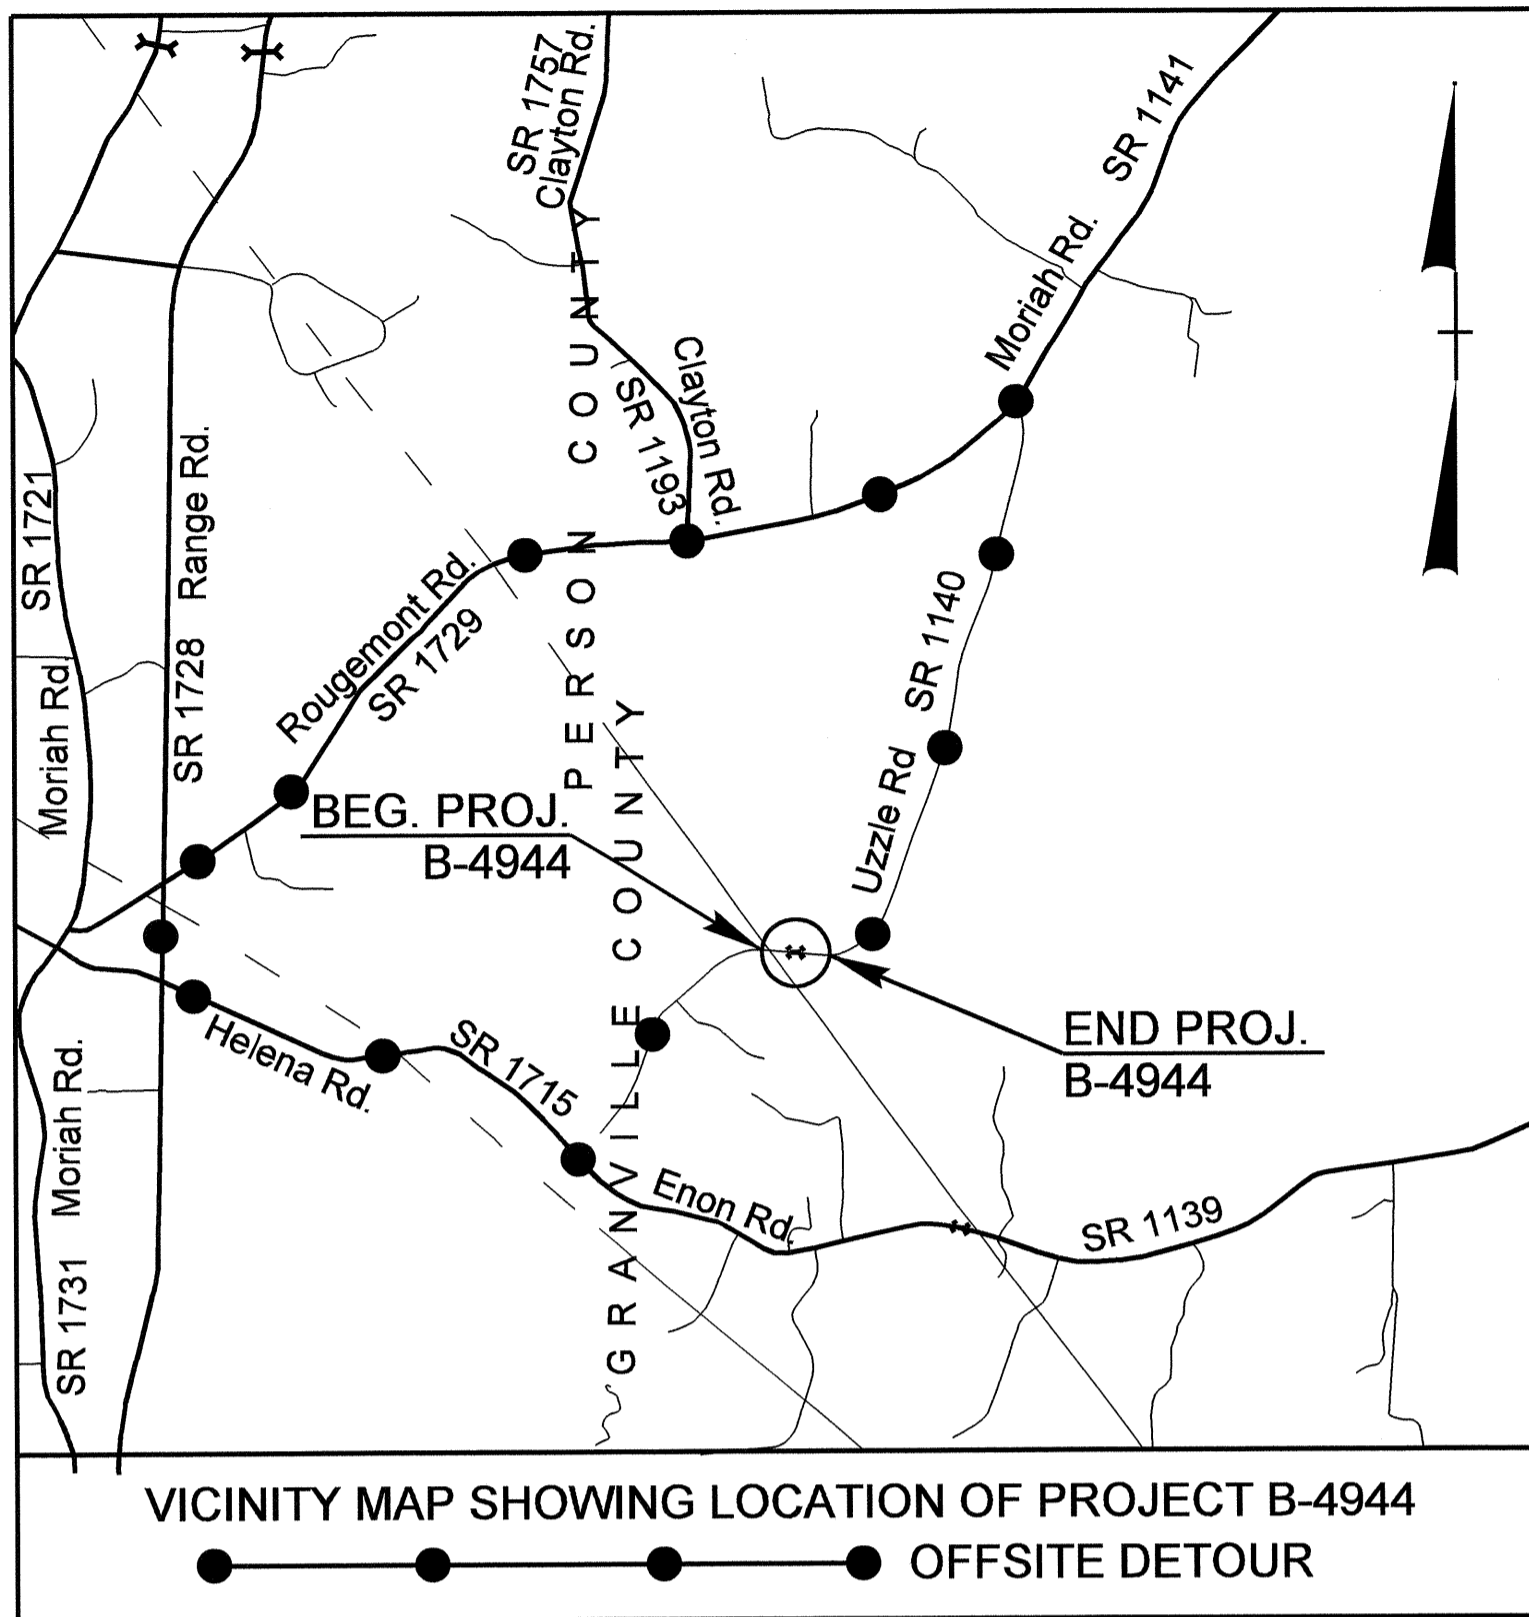 SR 1757
Clayton Rd.
SR 1141
Moriah Rd.
Clayton Rd.
SR 1193
SR 1721
Range Rd.
SR 1728
Moriah Rd.
Rougemont Rd.
SR 1729
PERSON COUNTY
GRANVILLE COUNTY
SR 1140
Uzzle Rd
BEG. PROJ.
B-4944
END PROJ.
B-4944
Helena Rd.
SR 1715
Moriah Rd.
SR 1731
Enon Rd.
SR 1139
VICINITY MAP SHOWING LOCATION OF PROJECT B-4944
OFFSITE DETOUR